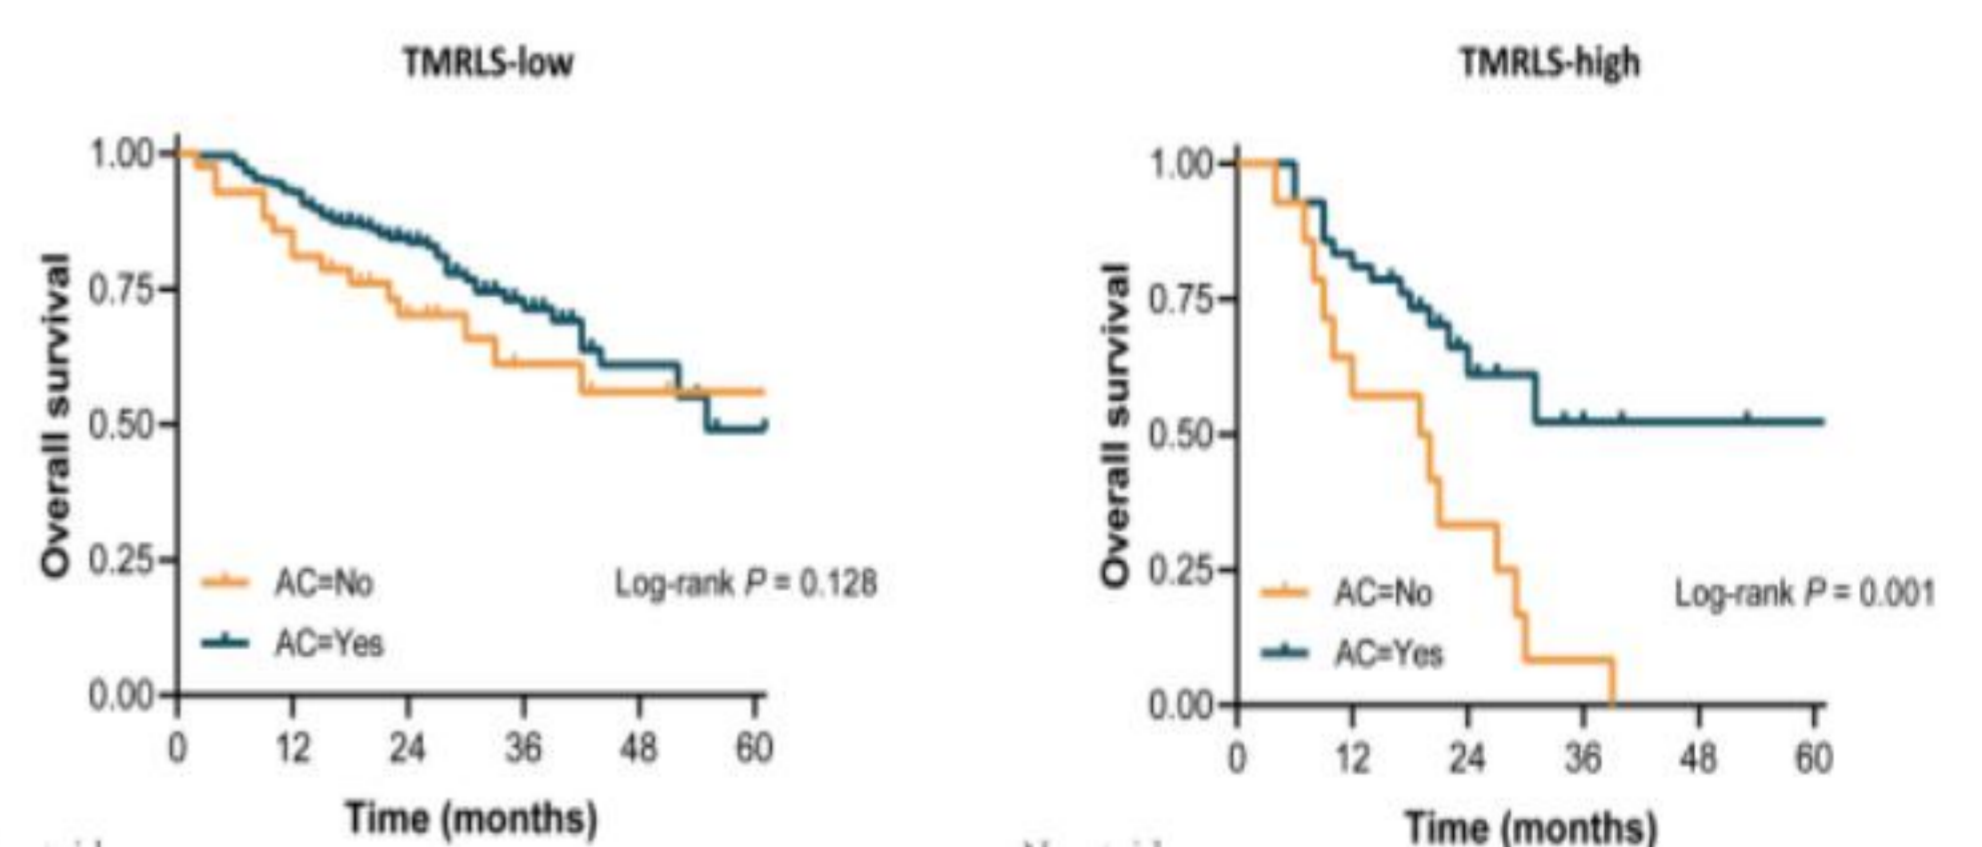 TMRLS-low
1.00
0.75
0.50
0.25
0.00
Overall survival
AC=No
AC=Yes
Log-rank P = 0.128
0 12 24 36 48 60
Time (months)
TMRLS-high
1.00
0.75
0.50
0.25
0.00
Overall survival
AC=No
AC=Yes
Log-rank P = 0.001
0 12 24 36 48 60
Time (months)